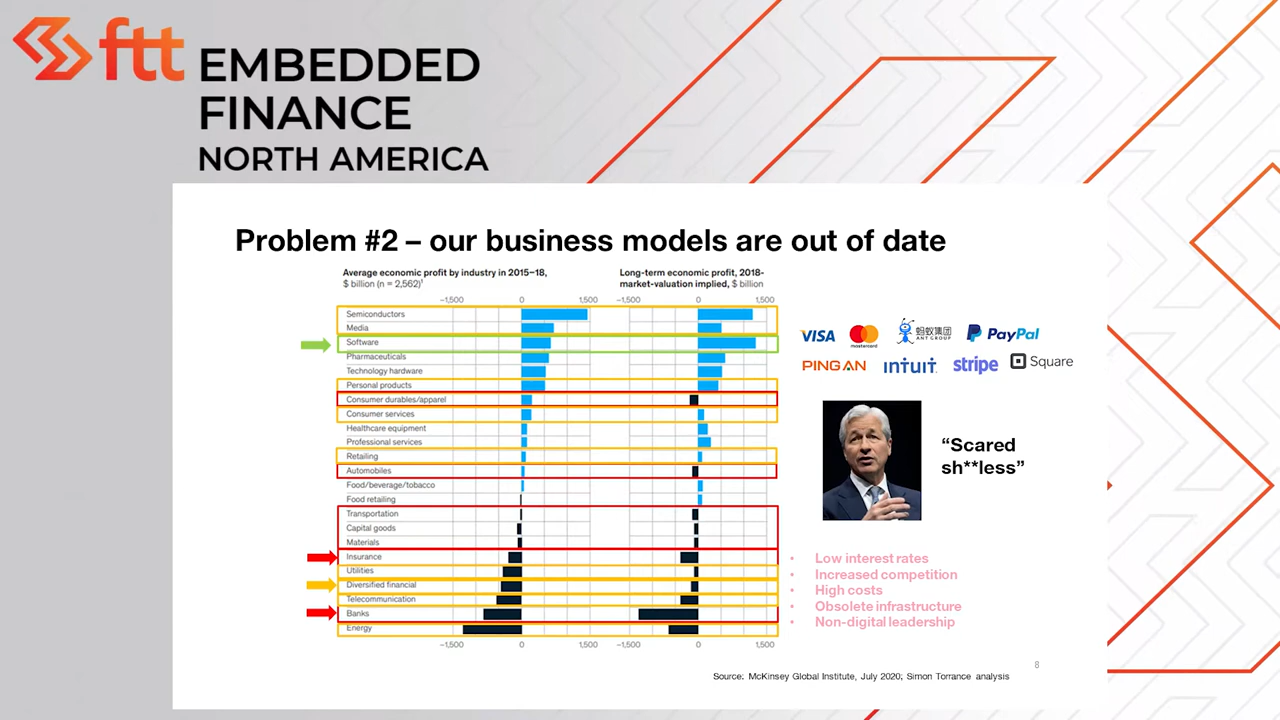 ftt
EMBEDDED
FINANCE
NORTH AMERICA
Problem #2 – our business models are out of date
Average economic profit by industry in 2015–18,
$ billion (n = 2,562)¹
Long-term economic profit, 2018-
market-valuation implied, $ billion
–1,500 0 1,500 –1,500 0 1,500
Semiconductors
Media
Software
Pharmaceuticals
Technology hardware
Personal products
Consumer durables/apparel
Consumer services
Healthcare equipment
Professional services
Retailing
Automobiles
Food/beverage/tobacco
Food retailing
Transportation
Capital goods
Materials
Insurance
Utilities
Diversified financial
Telecommunication
Banks
Energy
–1,500 0 1,500 –1,500 0 1,500
VISA
mastercard
蚂蚁集团
ANT GROUP
PayPal
PINGAN
intuit
stripe
Square
“Scared
sh**less”
• Low interest rates
• Increased competition
• High costs
• Obsolete infrastructure
• Non-digital leadership
8
Source: McKinsey Global Institute, July 2020; Simon Torrance analysis